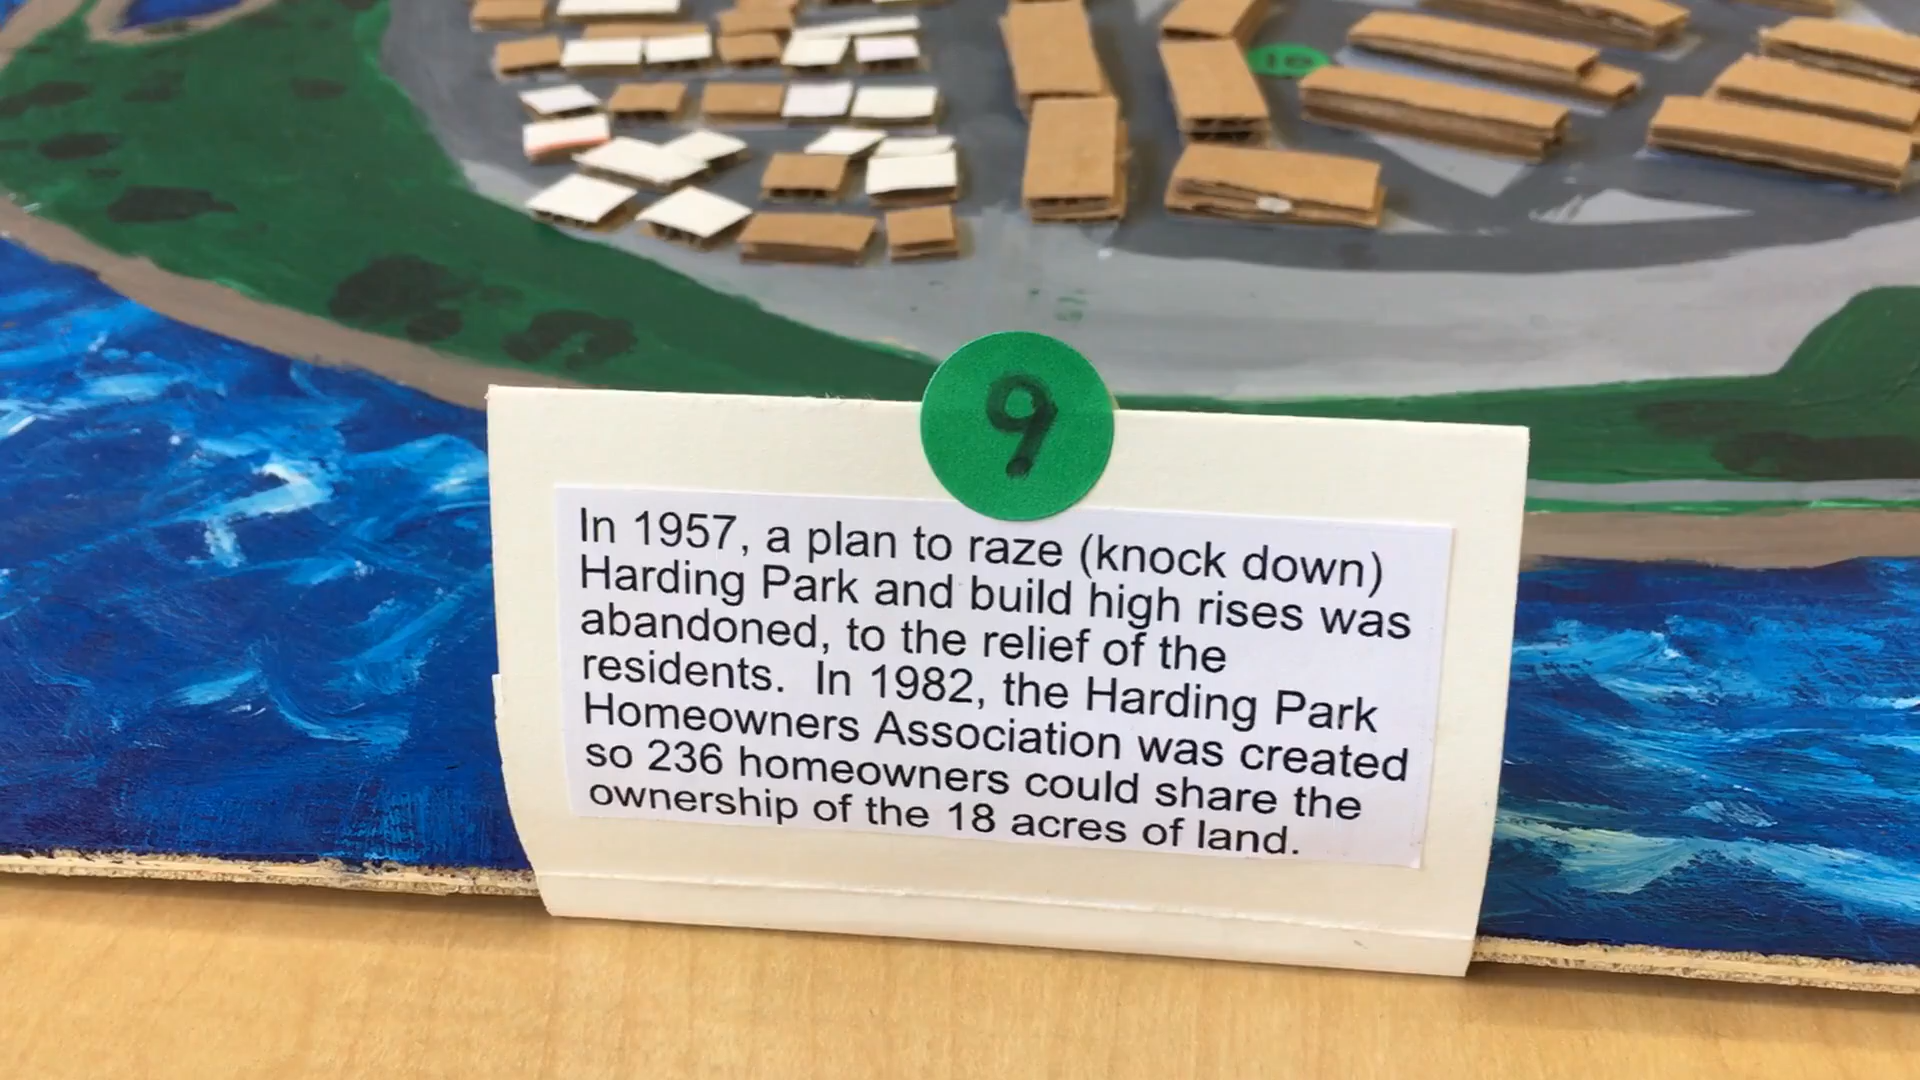 10
9
In 1957, a plan to raze (knock down)
Harding Park and build high rises was
abandoned, to the relief of the
residents. In 1982, the Harding Park
Homeowners Association was created
so 236 homeowners could share the
ownership of the 18 acres of land.